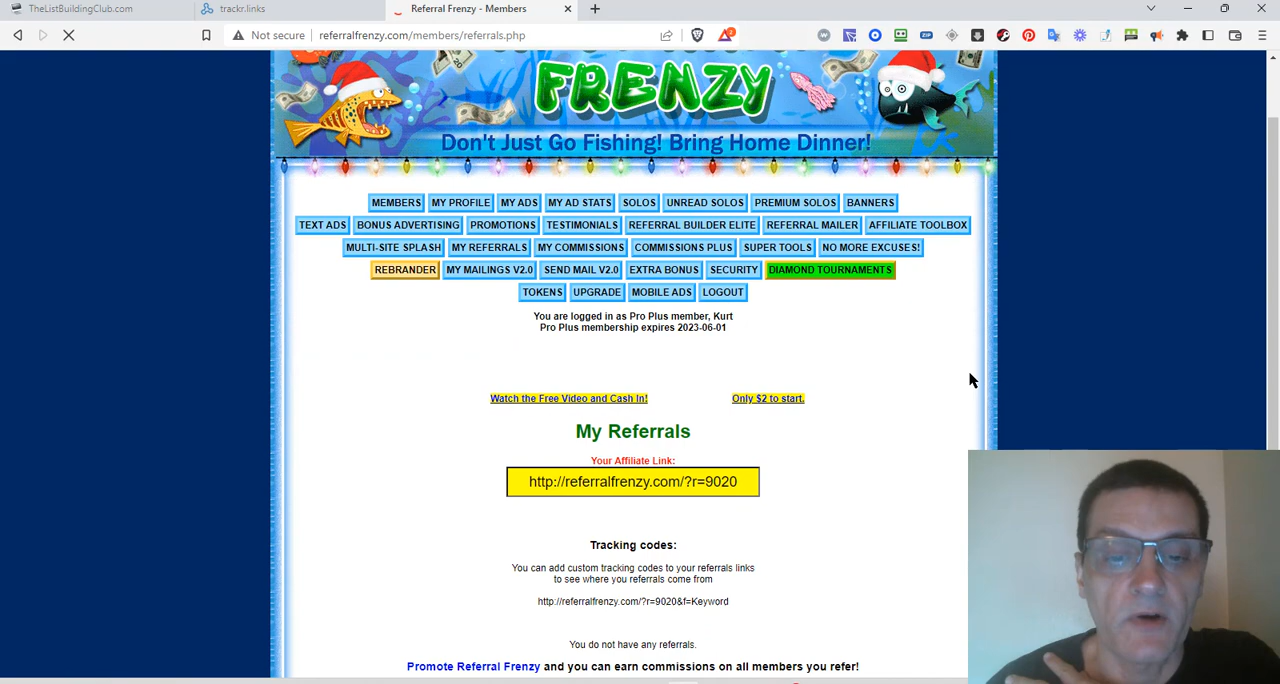 TheListBuildingClub.com
trackr.links
Referral Frenzy - Members
Not secure
referralfrenzy.com/members/referrals.php
2
ZIP
FRENZY
Don't Just Go Fishing! Bring Home Dinner!
MEMBERS MY PROFILE MY ADS MY AD STATS SOLOS UNREAD SOLOS PREMIUM SOLOS BANNERS
TEXT ADS BONUS ADVERTISING PROMOTIONS TESTIMONIALS REFERRAL BUILDER ELITE REFERRAL MAILER AFFILIATE TOOLBOX
MULTI-SITE SPLASH MY REFERRALS MY COMMISSIONS COMMISSIONS PLUS SUPER TOOLS NO MORE EXCUSES!
REBRANDER MY MAILINGS V2.0 SEND MAIL V2.0 EXTRA BONUS SECURITY DIAMOND TOURNAMENTS
TOKENS UPGRADE MOBILE ADS LOGOUT
You are logged in as Pro Plus member, Kurt
Pro Plus membership expires 2023-06-01
Watch the Free Video and Cash In! Only $2 to start.
My Referrals
Your Affiliate Link:
http://referralfrenzy.com/?r=9020
Tracking codes:
You can add custom tracking codes to your referrals links
to see where you referrals come from
http://referralfrenzy.com/?r=9020&f=Keyword
You do not have any referrals.
Promote Referral Frenzy and you can earn commissions on all members you refer!